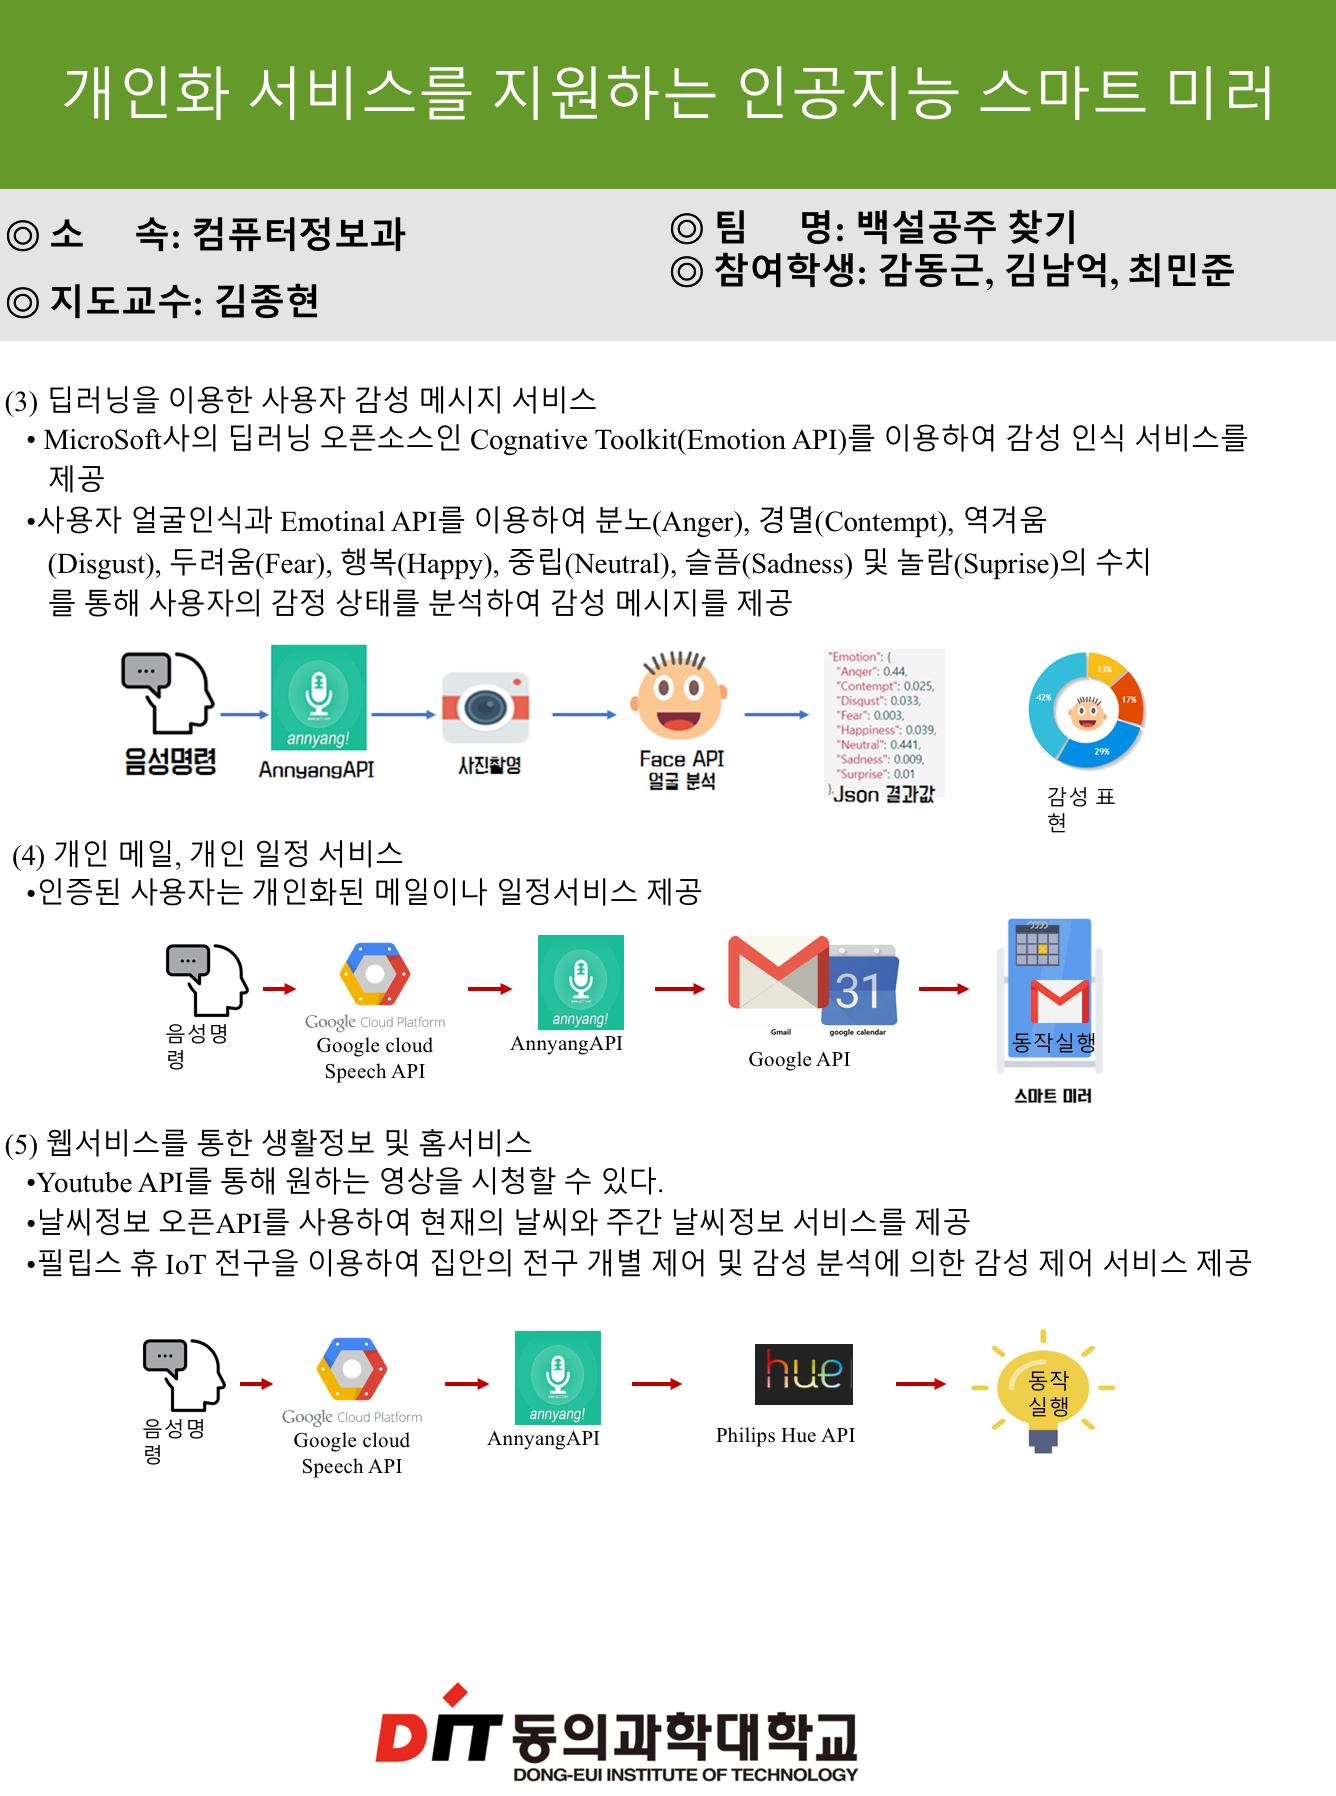 개인화 서비스를 지원하는 인공지능 스마트 미러
◎ 소 속: 컴퓨터정보과
◎ 지도교수: 김종현
◎ 팀 명: 백설공주 찾기
◎ 참여학생: 감동근, 김남억, 최민준
(3) 딥러닝을 이용한 사용자 감성 메시지 서비스
• MicroSoft사의 딥러닝 오픈소스인 Cognative Toolkit(Emotion API)를 이용하여 감성 인식 서비스를
제공
•사용자 얼굴인식과 Emotinal API를 이용하여 분노(Anger), 경멸(Contempt), 역겨움
(Disgust), 두려움(Fear), 행복(Happy), 중립(Neutral), 슬픔(Sadness) 및 놀람(Suprise)의 수치
를 통해 사용자의 감정 상태를 분석하여 감성 메시지를 제공
음성명령
annyang!
AnnyangAPI
사진촬영
Face API
얼굴 분석
"Emotion": {
"Anger": 0.44,
"Contempt": 0.025,
"Disgust": 0.033,
"Fear": 0.003,
"Happiness": 0.039,
"Neutral": 0.441,
"Sadness": 0.009,
"Surprise": 0.01
},
Json 결과값
13%
17%
29%
42%
감성 표
현
(4) 개인 메일, 개인 일정 서비스
•인증된 사용자는 개인화된 메일이나 일정서비스 제공
음성명
령
Google Cloud Platform
Google cloud
Speech API
annyang!
AnnyangAPI
31
Gmail
google calendar
Google API
동작실행
스마트 미러
(5) 웹서비스를 통한 생활정보 및 홈서비스
•Youtube API를 통해 원하는 영상을 시청할 수 있다.
•날씨정보 오픈API를 사용하여 현재의 날씨와 주간 날씨정보 서비스를 제공
•필립스 휴 IoT 전구을 이용하여 집안의 전구 개별 제어 및 감성 분석에 의한 감성 제어 서비스 제공
음성명
령
Google Cloud Platform
Google cloud
Speech API
annyang!
AnnyangAPI
hue
Philips Hue API
동작
실행
DIT 동의과학대학교
DONG-EUI INSTITUTE OF TECHNOLOGY